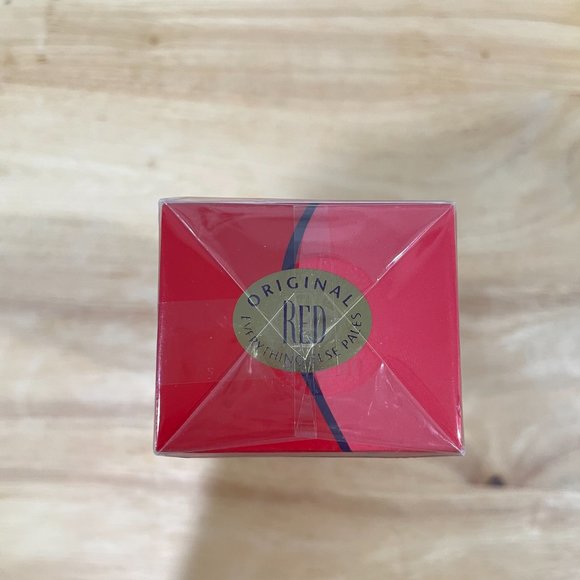 ORIGINAL
RED
EVERYTHING ELSE PALES